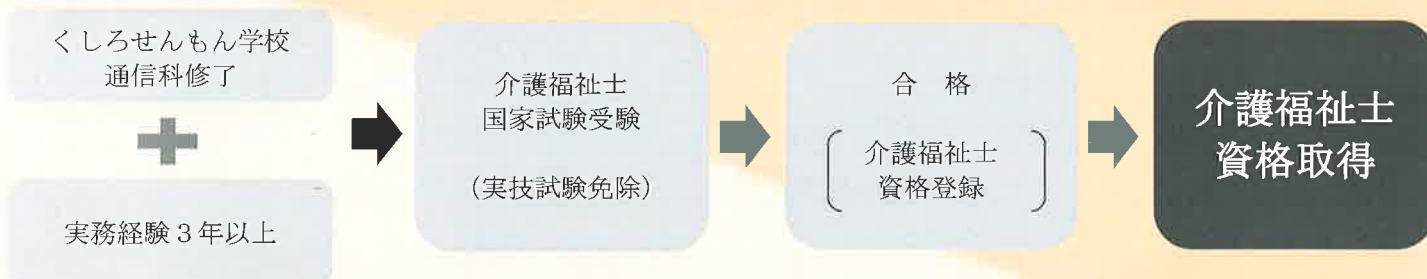 くしろせんもん学校
通信科修了
実務経験３年以上
介護福祉士
国家試験受験
（実技試験免除）
合　格
介護福祉士
資格登録
介護福祉士
資格取得